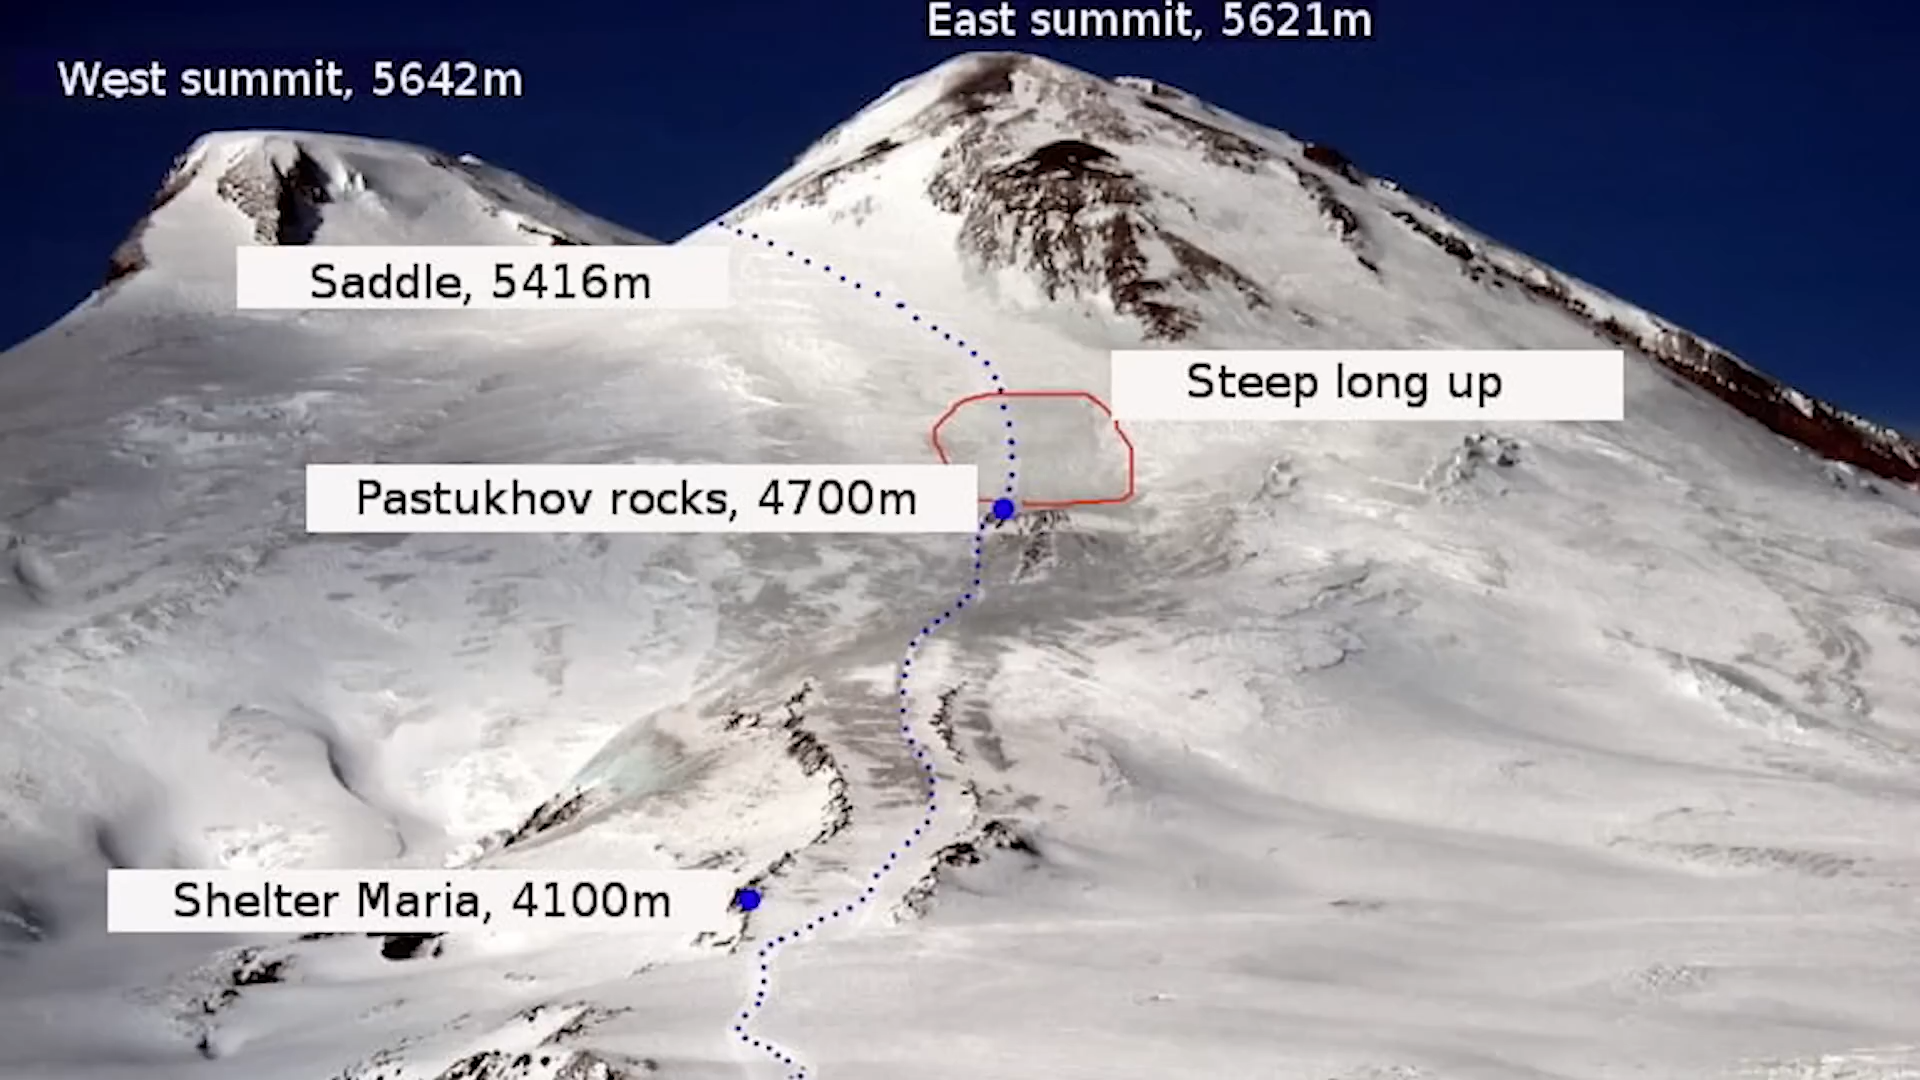 East summit, 5621m
West summit, 5642m
Saddle, 5416m
Steep long up
Pastukhov rocks, 4700m
Shelter Maria, 4100m